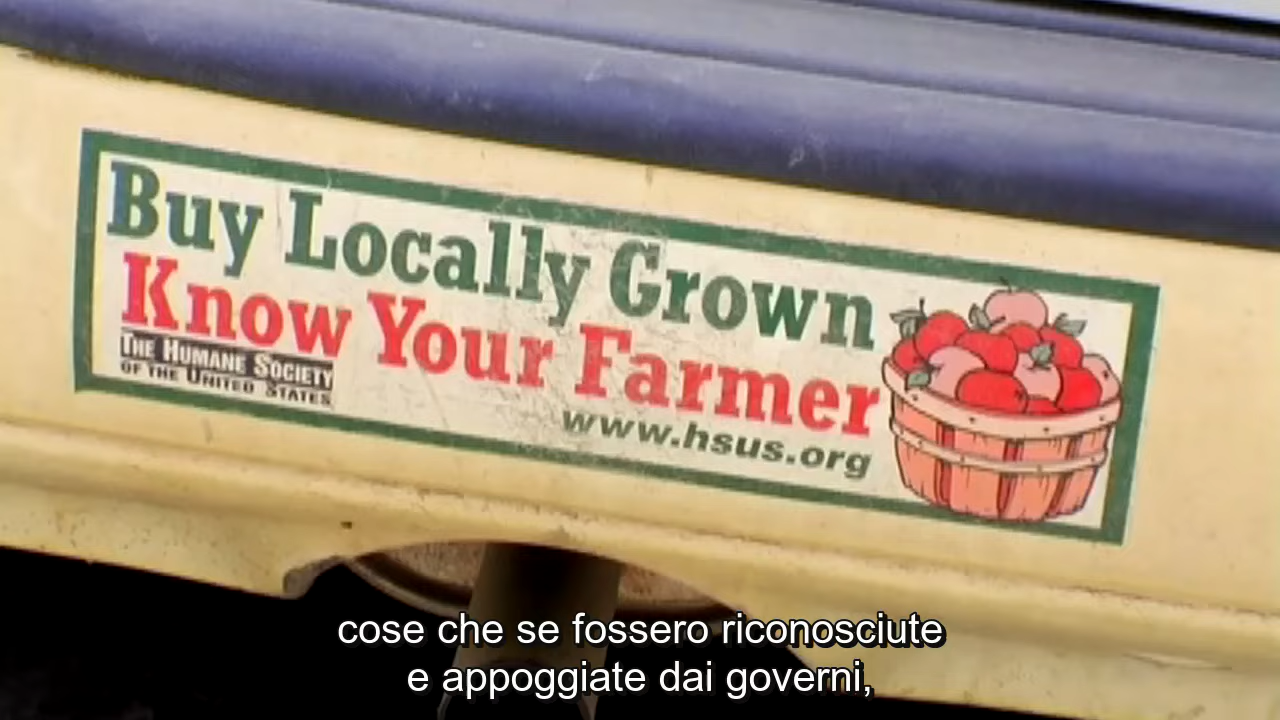 Buy Locally Grown
Know Your Farmer
THE HUMANE SOCIETY
OF THE UNITED STATES
www.hsus.org
cose che se fossero riconosciute
e appoggiate dai governi,